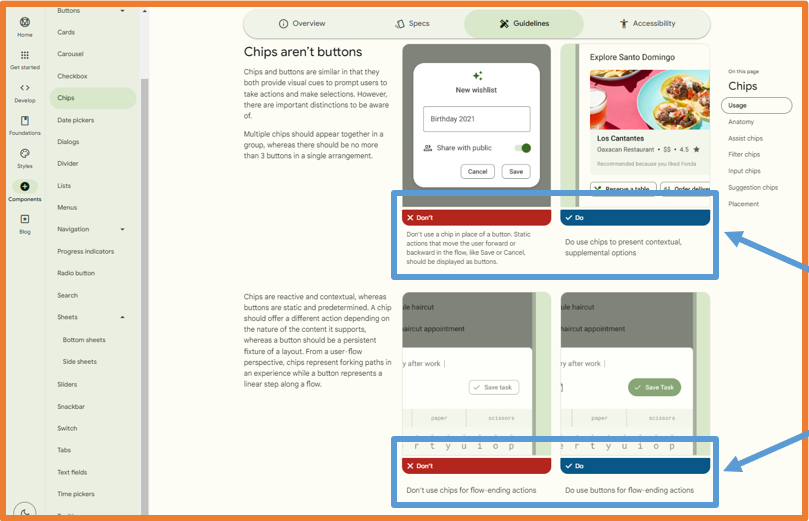 Home
Get started
Develop
Foundations
Styles
Components
Blog
Buttons
Cards
Carousel
Checkbox
Chips
Date pickers
Dialogs
Divider
Lists
Menus
Navigation
Progress indicators
Radio button
Search
Sheets
Bottom sheets
Side sheets
Sliders
Snackbar
Switch
Tabs
Text fields
Time pickers
Overview
Specs
Guidelines
Accessibility
Chips aren't buttons
Chips and buttons are similar in that they
both provide visual cues to prompt users to
take actions and make selections. However,
there are important distinctions to be aware
of.
Multiple chips should appear together in a
group, whereas there should be no more
than 3 buttons in a single arrangement.
New wishlist
Birthday 2021
Share with public
Cancel
Save
Don't
Don't use a chip in place of a button. Static
actions that move the user forward or
backward in the flow, like Save or Cancel,
should be displayed as buttons.
Explore Santo Domingo
Los Cantantes
Oaxacan Restaurant • $$ • 4.5 ★
Recommended because you liked Fonda
Reserve a table
Order deliver
Do
Do use chips to present contextual,
supplemental options
Chips are reactive and contextual, whereas
buttons are static and predetermined. A chip
should offer a different action depending on
the nature of the content it supports,
whereas a button should be a persistent
fixture of a layout. From a user-flow
perspective, chips represent forking paths in
an experience while a button represents a
linear step along a flow.
ule haircut
haircut appointment
y after work
Save task
paper scissors
r t y u i o p
Don't
Don't use chips for flow-ending actions
ule haircut
haircut appointment
ry after work
Save Task
paper scissors
e r t y u i o p
Do
Do use buttons for flow-ending actions
On this page
Chips
Usage
Anatomy
Assist chips
Filter chips
Input chips
Suggestion chips
Placement